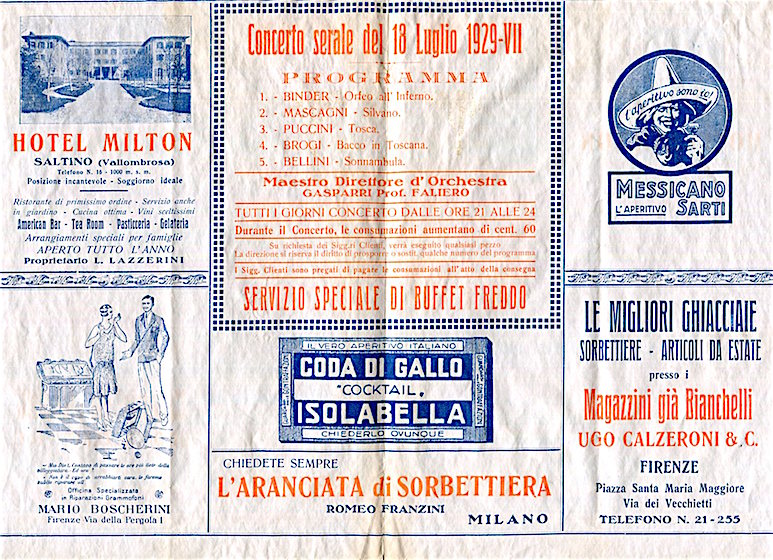 HOTEL MILTON
SALTINO (Vallombrosa)
Telefono N. 15 - 1000 m. s. m.
Posizione incantevole - Soggiorno ideale
Ristorante di primissimo ordine - Servizio anche
in giardino - Cucina ottima - Vini sceltissimi
American Bar - Tea Room - Pasticceria - Gelateria
Arrangiamenti speciali per famiglie
APERTO TUTTO L'ANNO
Proprietario L. LAZZERINI
Officina Specializzata
in Riparazioni Grammofoni
MARIO BOSCHERINI
Firenze - Via della Pergola 1
Concerto serale del 18 Luglio 1929-VII
PROGRAMMA
1. - BINDER - Orfeo all'Inferno.
2. - MASCAGNI - Silvano.
3. - PUCCINI - Tosca.
4. - BROGI - Bacco in Toscana.
5. - BELLINI - Sonnambula.
Maestro Direttore d'Orchestra
GASPARRI Prof. FALIERO
TUTTI I GIORNI CONCERTO DALLE ORE 21 ALLE 24
Durante il Concerto, le consumazioni aumentano di cent. 60
Su richiesta dei Sigg.ri Clienti, verrà eseguito qualsiasi pezzo
La direzione si riserva il diritto di proporre o sostit. qualche numero del programma
I Sigg. Clienti sono pregati di pagare le consumazioni all'atto della consegna
SERVIZIO SPECIALE DI BUFFET FREDDO
IL VERO APERITIVO ITALIANO
CODA DI GALLO
"COCKTAIL"
ISOLABELLA
CHIEDERLO OVUNQUE
CHIEDETE SEMPRE
L'ARANCIATA di SORBETTIERA
ROMEO FRANZINI
MILANO
l'aperitivo sono io!
MESSICANO
L'APERITIVO SARTI
LE MIGLIORI GHIACCIAIE
SORBETTIERE - ARTICOLI DA ESTATE
presso i
Magazzini già Bianchelli
UGO CALZERONI & C.
FIRENZE
Piazza Santa Maria Maggiore
Via dei Vecchietti
TELEFONO N. 21-255